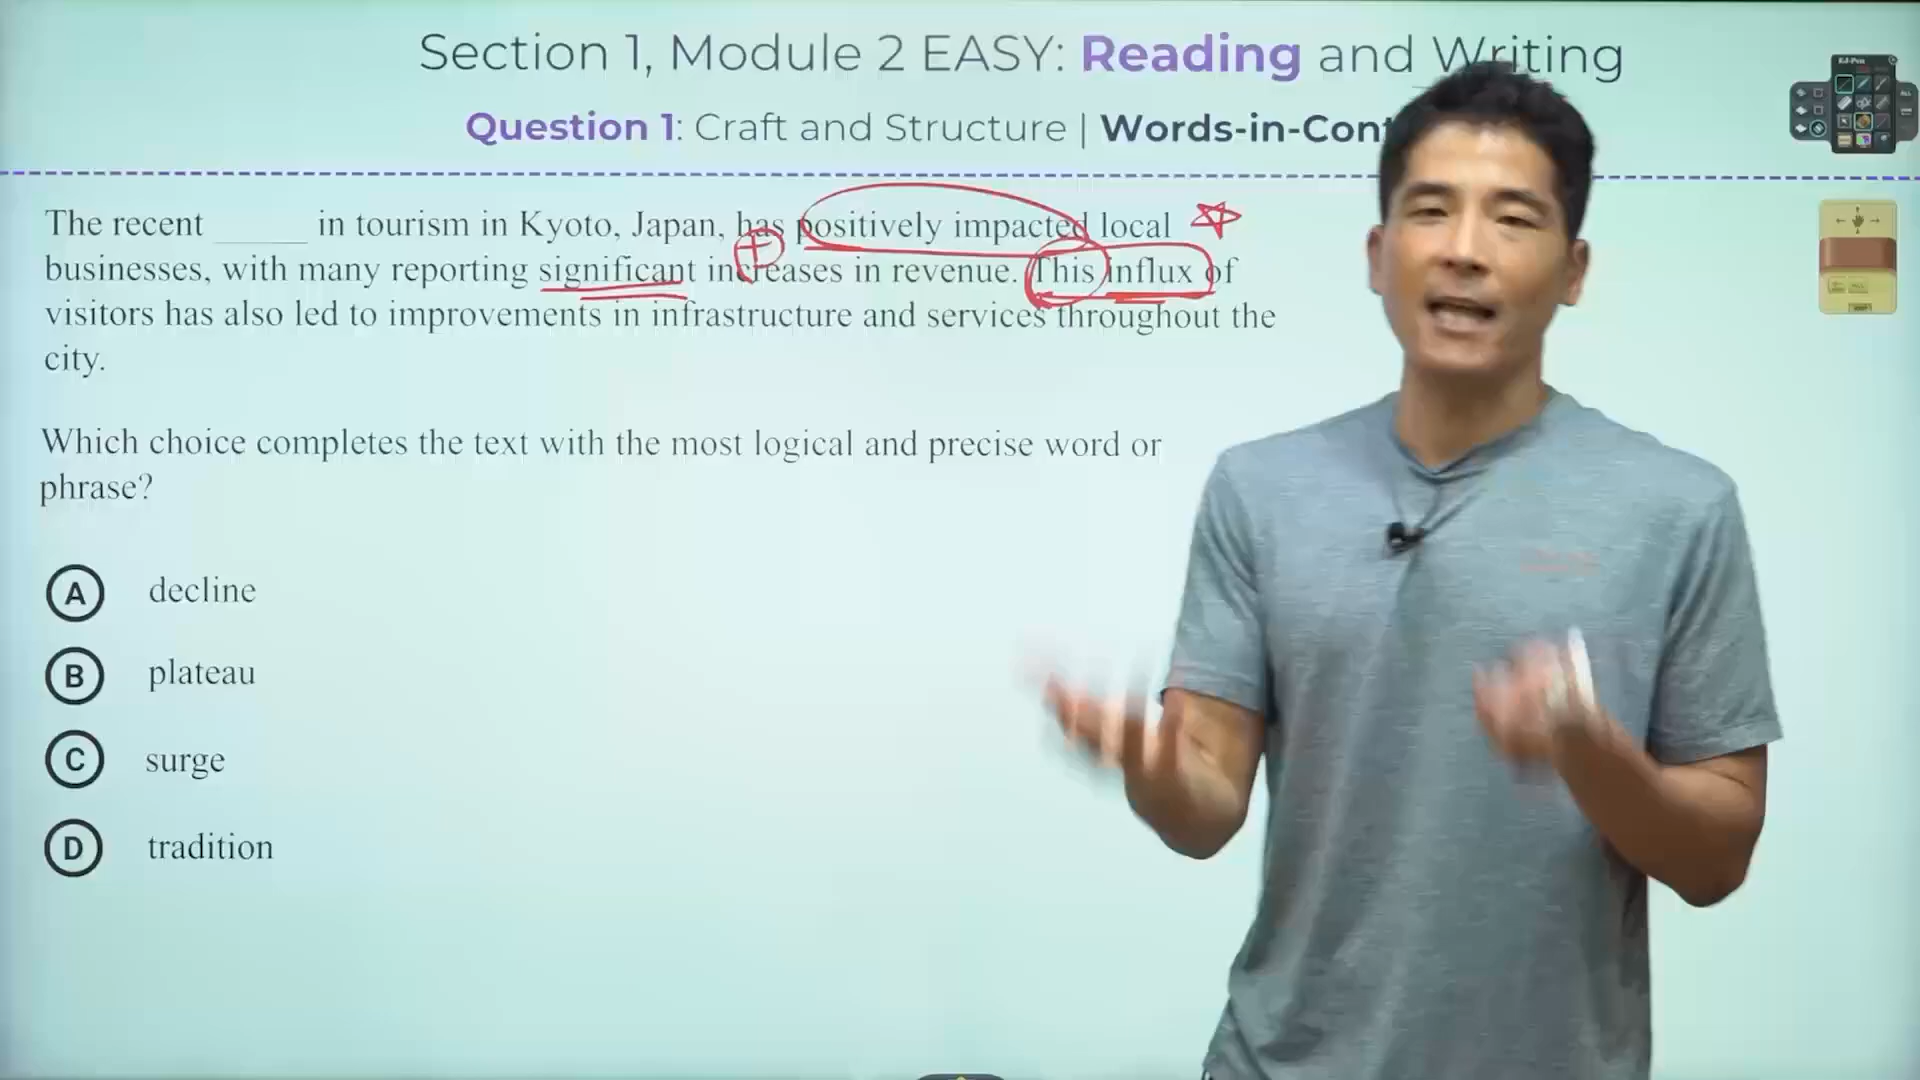 Section 1, Module 2 EASY: Reading and Writing
Question 1: Craft and Structure | Words-in-Cont
The recent ______ in tourism in Kyoto, Japan, has positively impacted local
businesses, with many reporting significant increases in revenue. This influx of
visitors has also led to improvements in infrastructure and services throughout the
city.
Which choice completes the text with the most logical and precise word or
phrase?
A decline
B plateau
C surge
D tradition